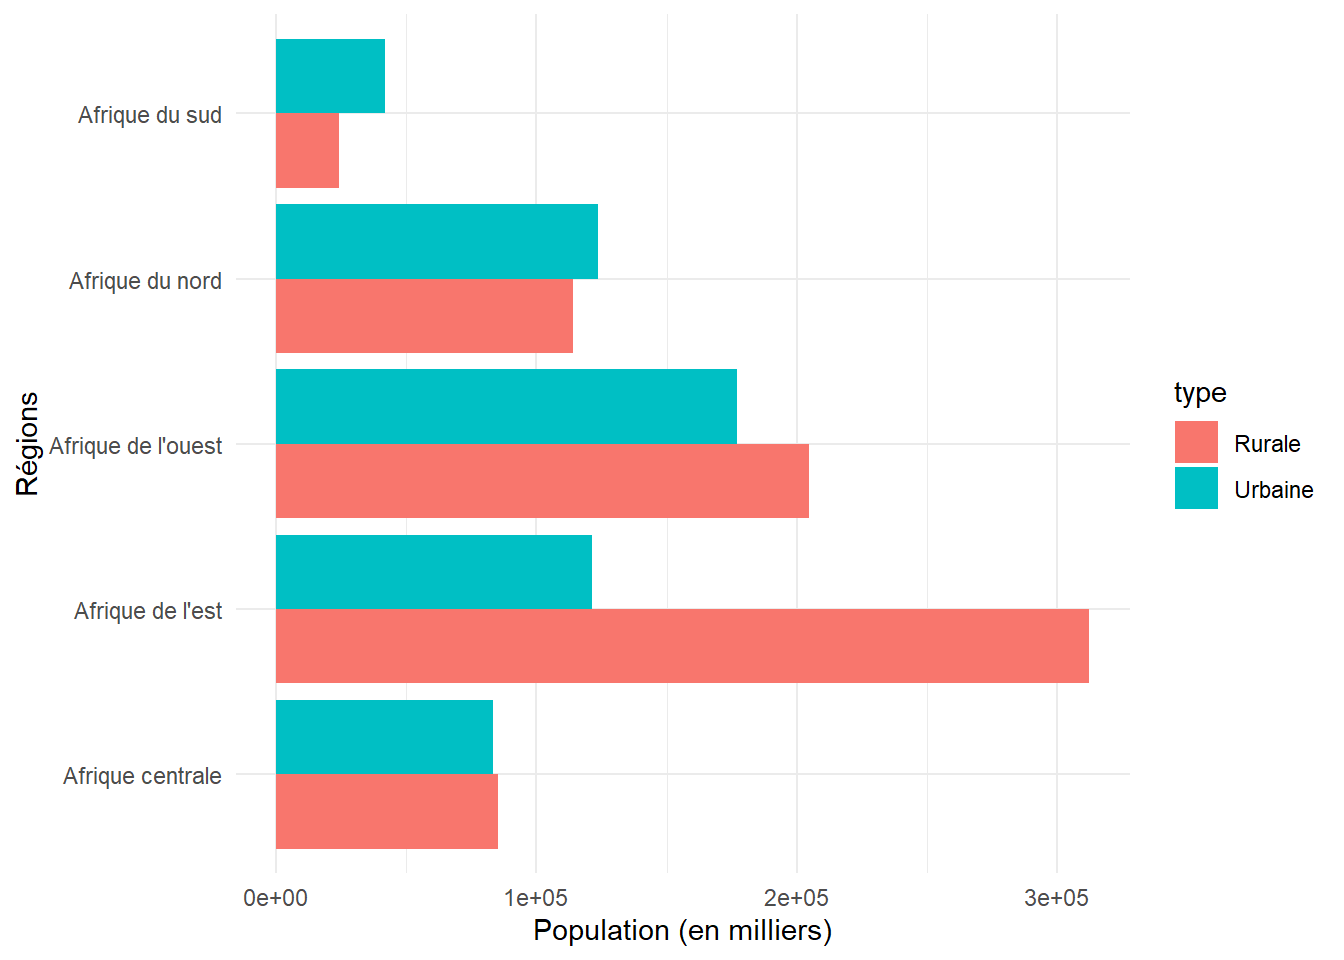 Afrique du sud
Afrique du nord
Afrique de l'ouest
Afrique de l'est
Afrique centrale
Régions
0e+00 1e+05 2e+05 3e+05
Population (en milliers)
type
Rurale
Urbaine